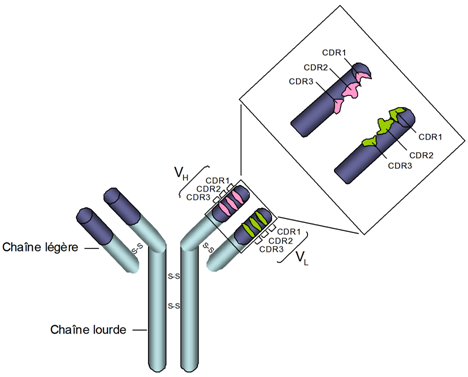 CDR1
CDR2
CDR3
CDR1
CDR2
CDR3
VH
CDR1
CDR2
CDR3
CDR1
CDR2
CDR3
VL
Chaîne légère
S-S
S-S
S-S
S-S
Chaîne lourde